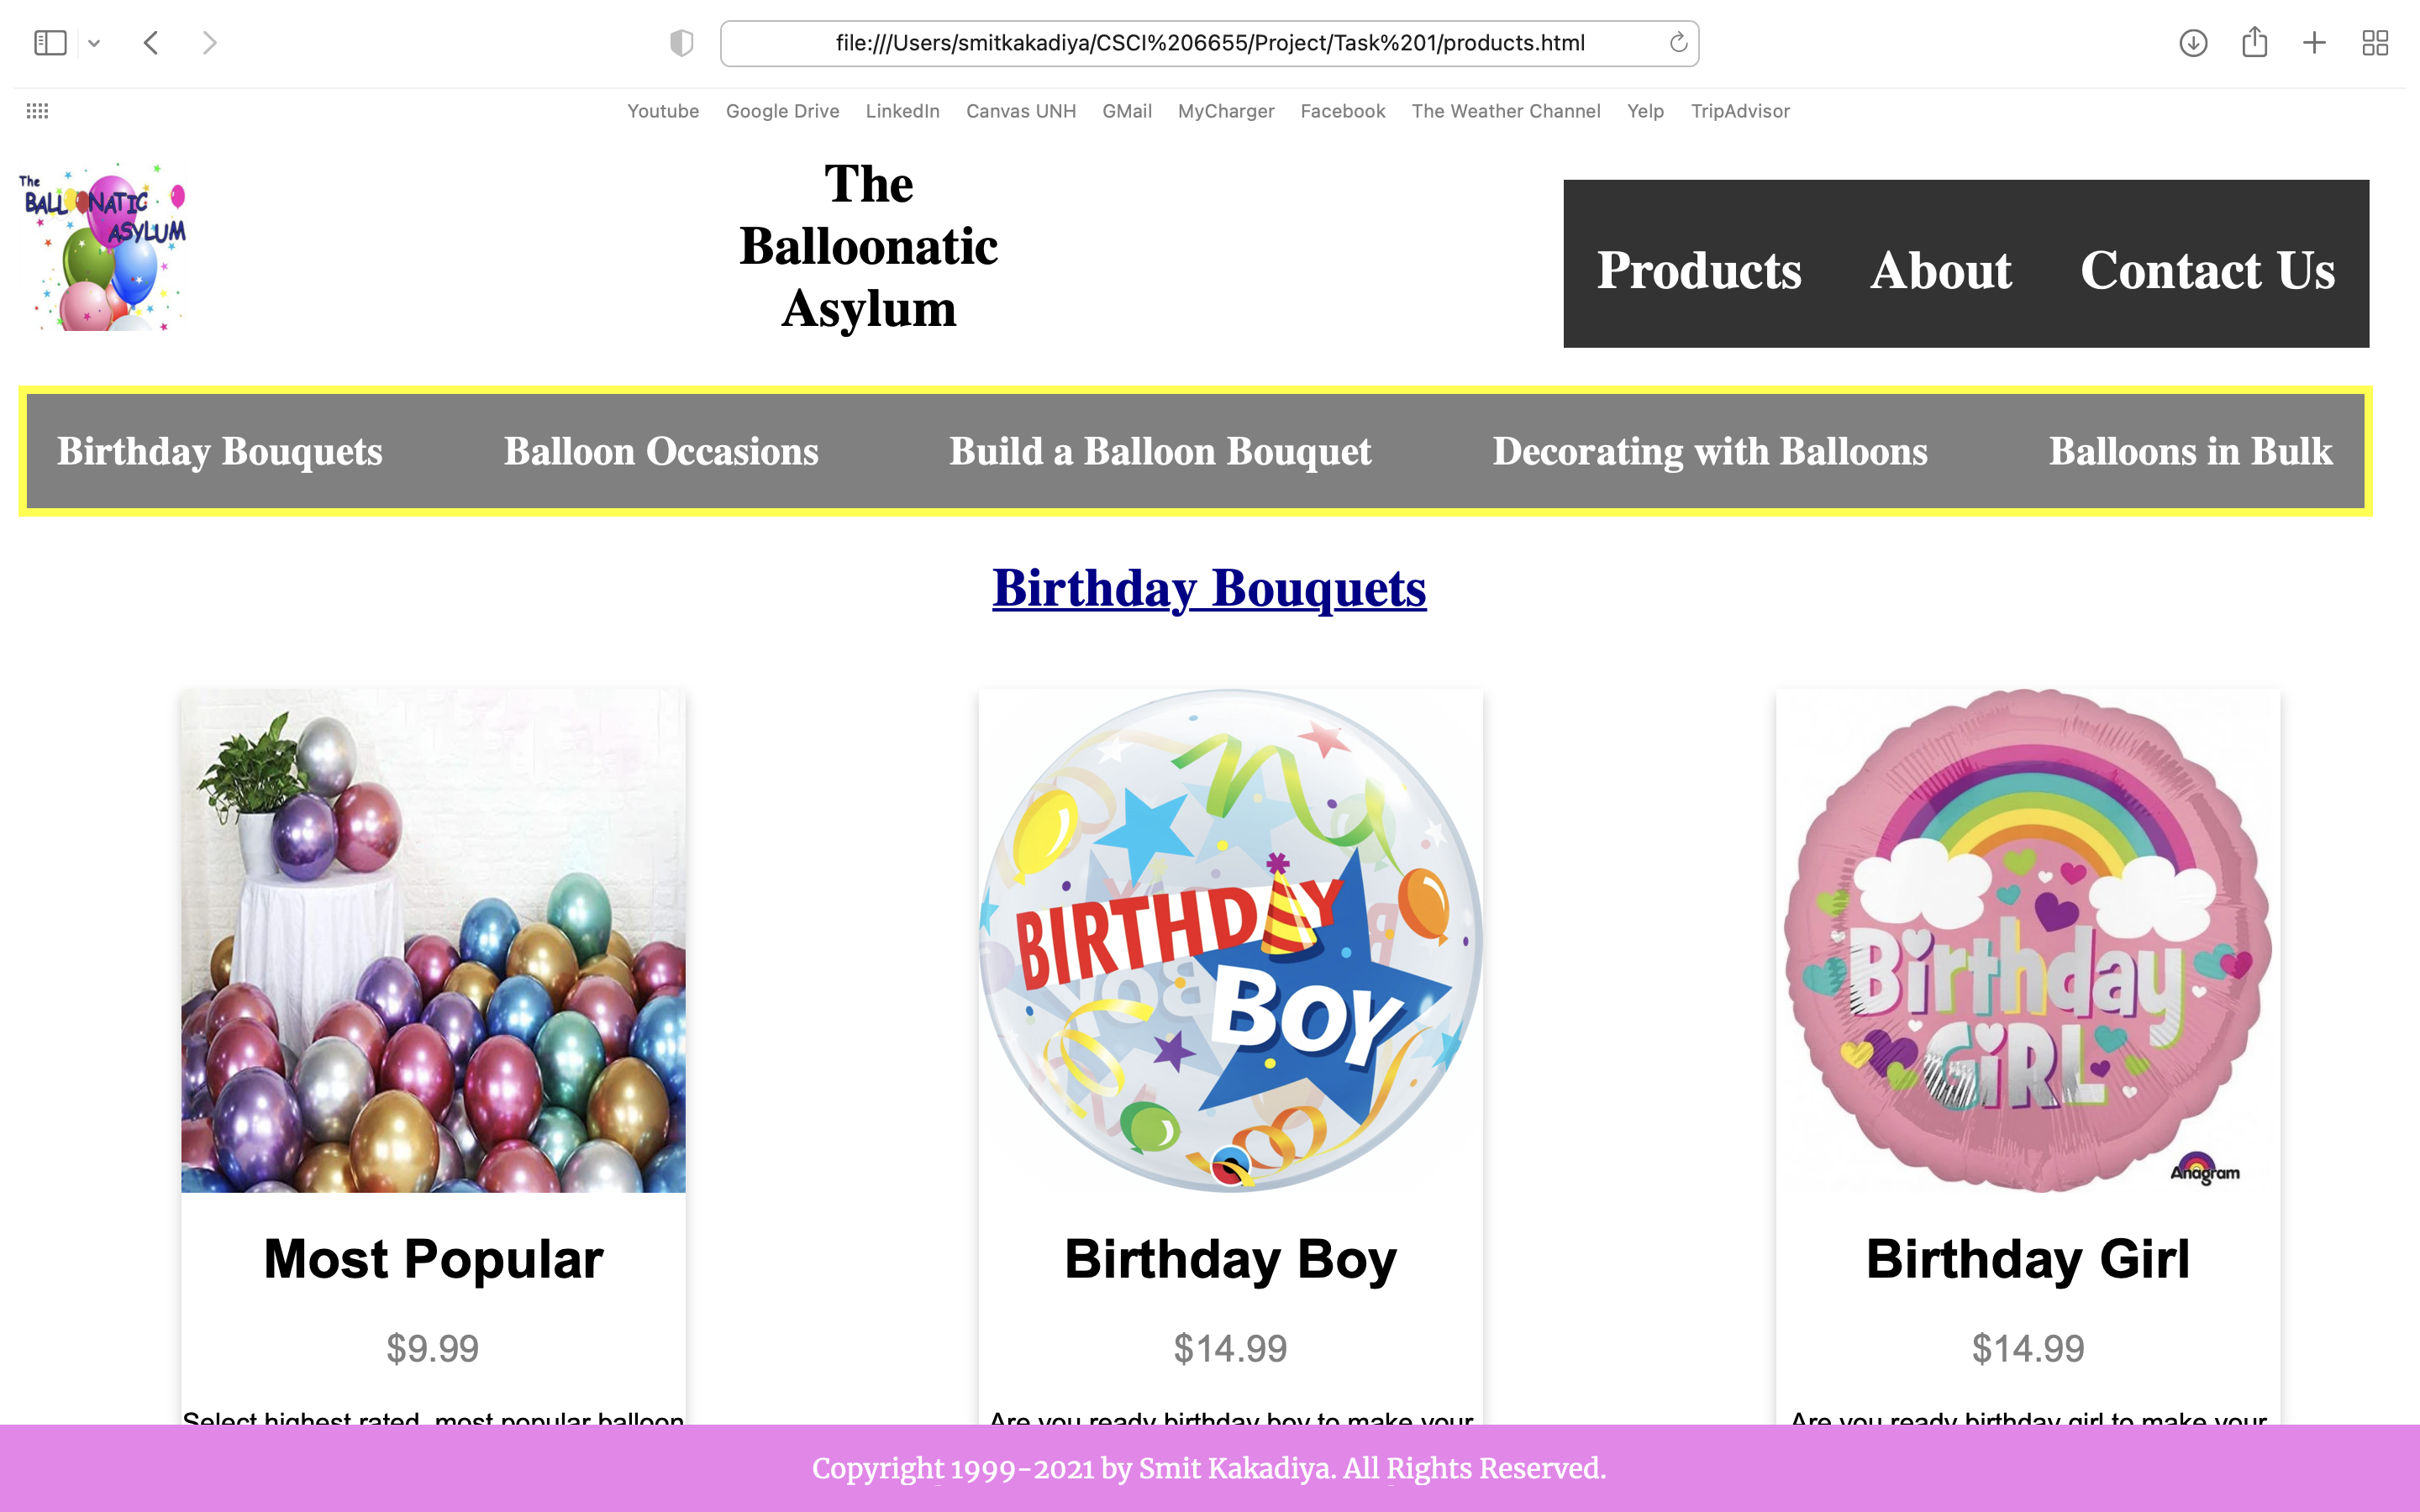 file:///Users/smitkakadiya/CSCI%206655/Project/Task%201/products.html
Youtube Google Drive LinkedIn Canvas UNH GMail MyCharger Facebook The Weather Channel Yelp TripAdvisor
The
BALLOONATIC
ASYLUM
The
Balloonatic
Asylum
Products About Contact Us
Birthday Bouquets Balloon Occasions Build a Balloon Bouquet Decorating with Balloons Balloons in Bulk
Birthday Bouquets
BIRTHDAY
BOY
Birthday
GiRL
Anagram
Most Popular
$9.99
Select highest rated, most popular balloon
Birthday Boy
$14.99
Are you ready birthday boy to make your
Birthday Girl
$14.99
Are you ready birthday girl to make your
Copyright 1999-2021 by Smit Kakadiya. All Rights Reserved.